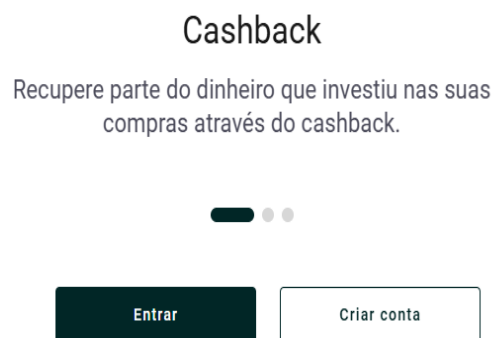 Cashback
Recupere parte do dinheiro que investiu nas suas
compras através do cashback.
Entrar
Criar conta